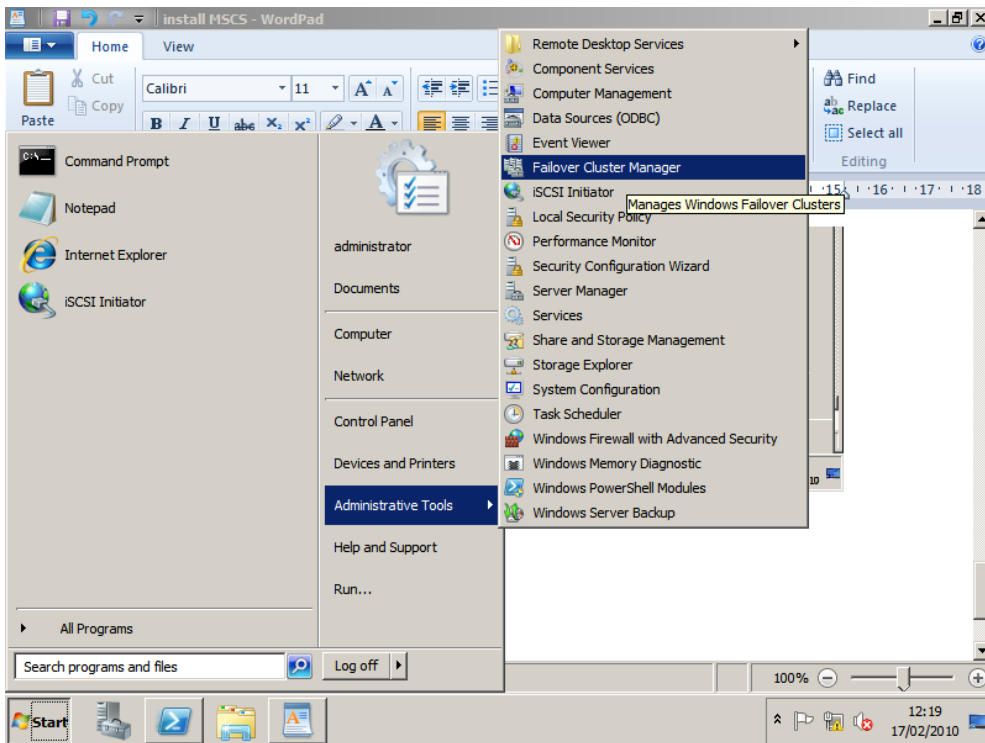 install MSCS - WordPad
Home View
Cut
Copy
Paste
Calibri 11
B I U abc X₂ X² A
A A
Find
Replace
Select all
Editing
15 16 17 18
Command Prompt
Notepad
Internet Explorer
iSCSI Initiator
All Programs
Search programs and files
administrator
Documents
Computer
Network
Control Panel
Devices and Printers
Administrative Tools
Help and Support
Run...
Log off
Remote Desktop Services
Component Services
Computer Management
Data Sources (ODBC)
Event Viewer
Failover Cluster Manager
iSCSI Initiator
Manages Windows Failover Clusters
Local Security Policy
Performance Monitor
Security Configuration Wizard
Server Manager
Services
Share and Storage Management
Storage Explorer
System Configuration
Task Scheduler
Windows Firewall with Advanced Security
Windows Memory Diagnostic
Windows PowerShell Modules
Windows Server Backup
10
100%
Start
12:19
17/02/2010